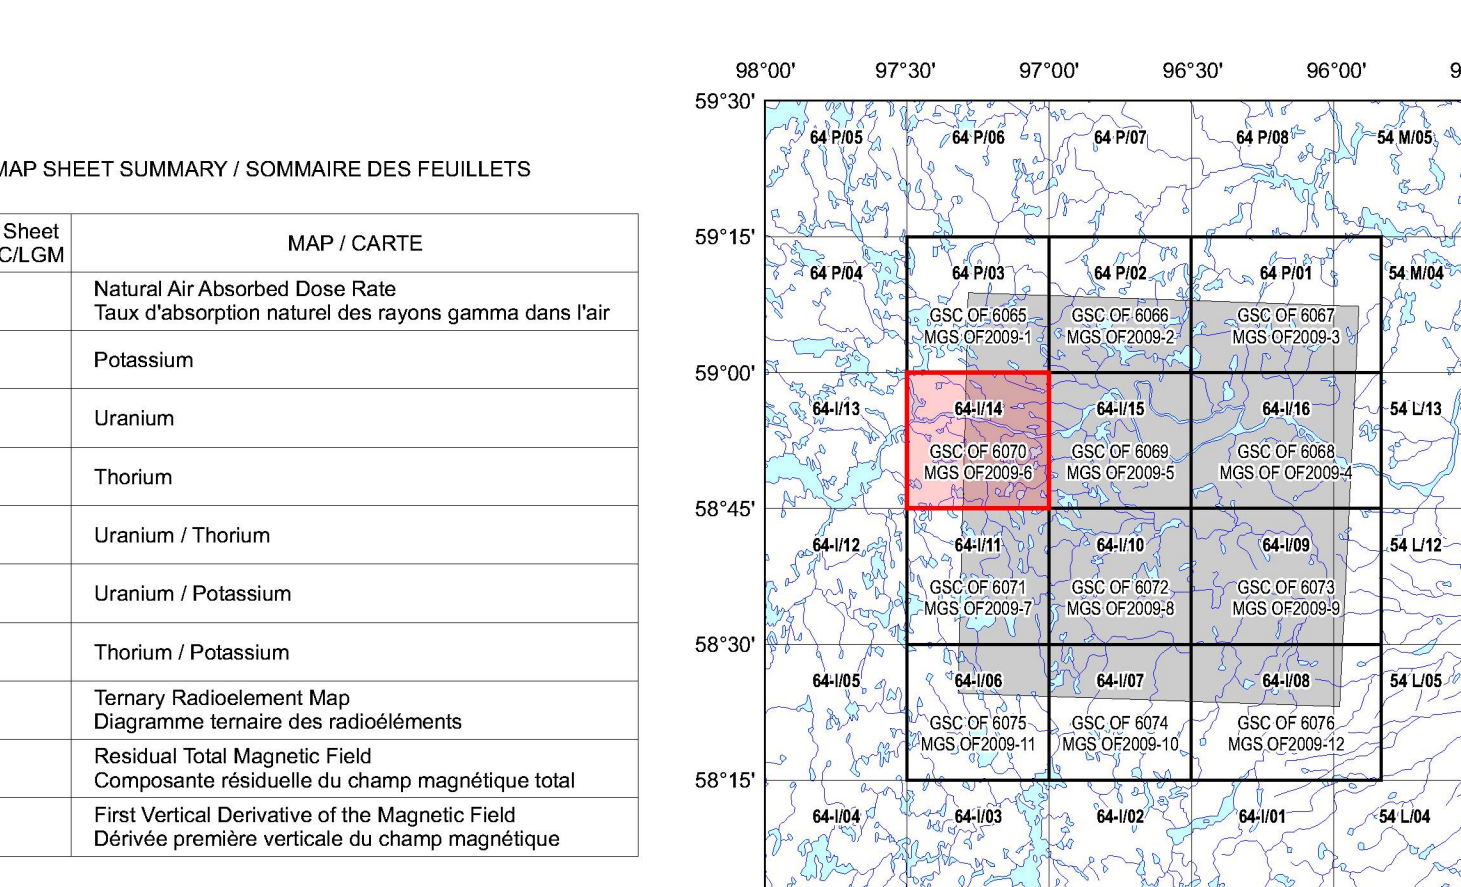 MAP SHEET SUMMARY / SOMMAIRE DES FEUILLETS
Sheet
C/LGM
MAP / CARTE
Natural Air Absorbed Dose Rate
Taux d'absorption naturel des rayons gamma dans l'air
Potassium
Uranium
Thorium
Uranium / Thorium
Uranium / Potassium
Thorium / Potassium
Ternary Radioelement Map
Diagramme ternaire des radioéléments
Residual Total Magnetic Field
Composante résiduelle du champ magnétique total
First Vertical Derivative of the Magnetic Field
Dérivée première verticale du champ magnétique
98°00' 97°30' 97°00' 96°30' 96°00' 9
59°30'
64 P/05 64 P/06 64 P/07 64 P/08 54 M/05
59°15'
64 P/04 64 P/03 64 P/02 64 P/01 54 M/04
GSC OF 6065 GSC OF 6066 GSC OF 6067
MGS OF2009-1 MGS OF2009-2 MGS OF2009-3
59°00'
64-I/13 64-I/14 64-I/15 64-I/16 54 L/13
GSC OF 6070 GSC OF 6069 GSC OF 6068
MGS OF2009-6 MGS OF2009-5 MGS OF OF2009-4
58°45'
64-I/12 64-I/11 64-I/10 64-I/09 54 L/12
GSC OF 6071 GSC OF 6072 GSC OF 6073
MGS OF2009-7 MGS OF2009-8 MGS OF2009-9
58°30'
64-I/05 64-I/06 64-I/07 64-I/08 54 L/05
GSC OF 6075 GSC OF 6074 GSC OF 6076
MGS OF2009-11 MGS OF2009-10 MGS OF2009-12
58°15'
64-I/04 64-I/03 64-I/02 64-I/01 54 L/04